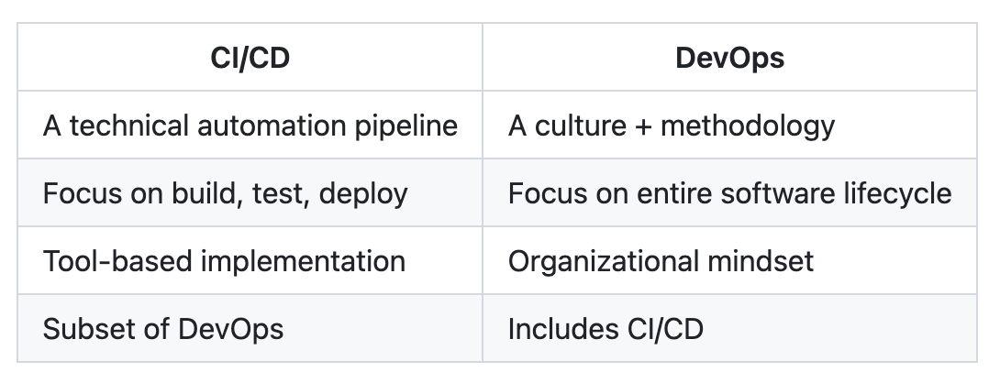 CI/CD DevOps
A technical automation pipeline A culture + methodology
Focus on build, test, deploy Focus on entire software lifecycle
Tool-based implementation Organizational mindset
Subset of DevOps Includes CI/CD